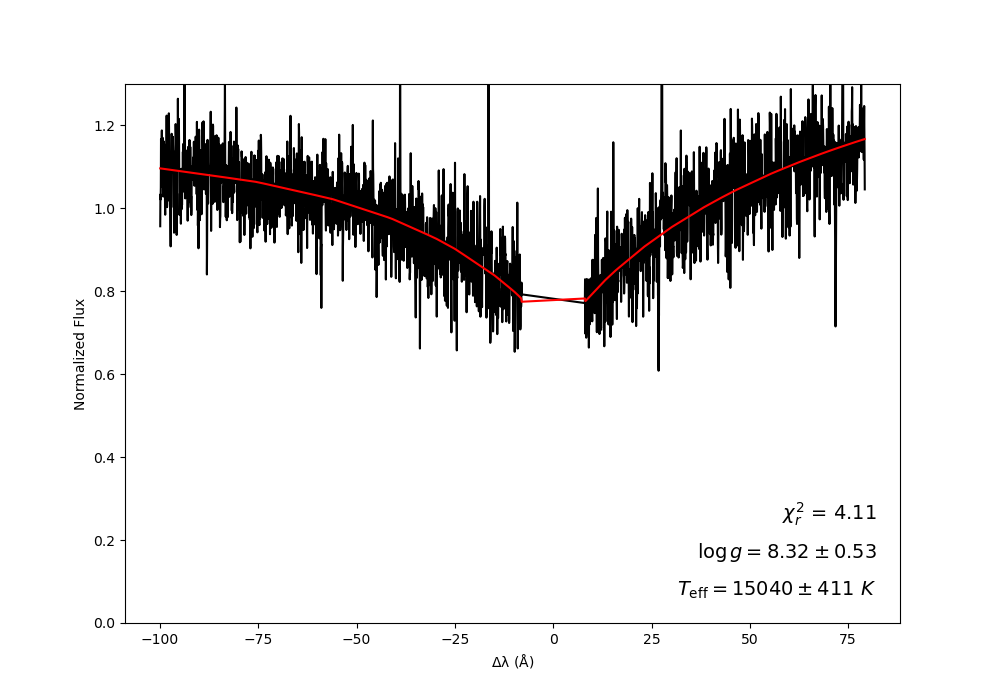 1.2
1.0
0.8
0.6
0.4
0.2
0.0
Normalized Flux
χ²ᵣ = 4.11
log g = 8.32 ± 0.53
T_eff = 15040 ± 411 K
−100 −75 −50 −25 0 25 50 75
Δλ (Å)